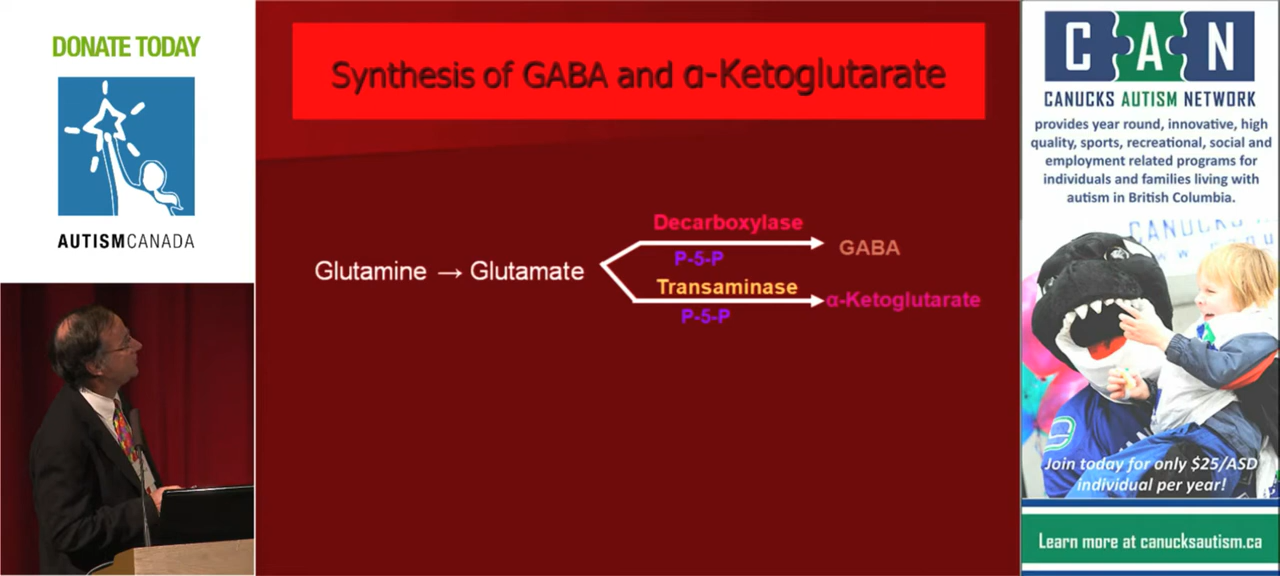 DONATE TODAY
AUTISMCANADA
Synthesis of GABA and α-Ketoglutarate
Decarboxylase
P-5-P
GABA
Glutamine → Glutamate
Transaminase
P-5-P
α-Ketoglutarate
CAN
CANUCKS AUTISM NETWORK
provides year round, innovative, high
quality, sports, recreational, social and
employment related programs for
individuals and families living with
autism in British Columbia.
Join today for only $25/ASD
individual per year!
Learn more at canucksautism.ca